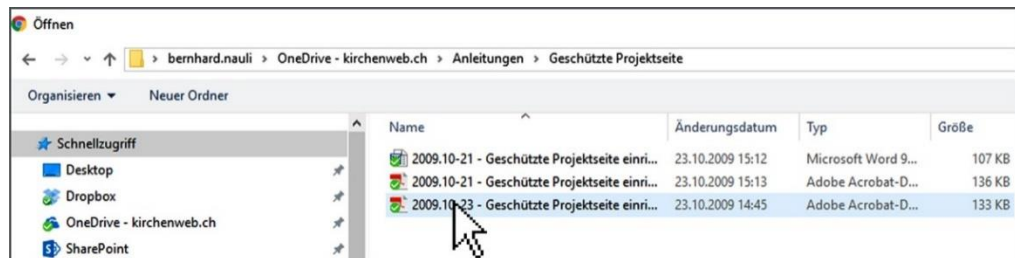 Öffnen
bernhard.nauli > OneDrive - kirchenweb.ch > Anleitungen > Geschützte Projektseite
Organisieren Neuer Ordner
Name Änderungsdatum Typ Größe
Schnellzugriff
Desktop
Dropbox
OneDrive - kirchenweb.ch
SharePoint
2009.10-21 - Geschützte Projektseite einri... 23.10.2009 15:12 Microsoft Word 9... 107 KB
2009.10-21 - Geschützte Projektseite einri... 23.10.2009 15:13 Adobe Acrobat-D... 136 KB
2009.10-23 - Geschützte Projektseite einri... 23.10.2009 14:45 Adobe Acrobat-D... 133 KB